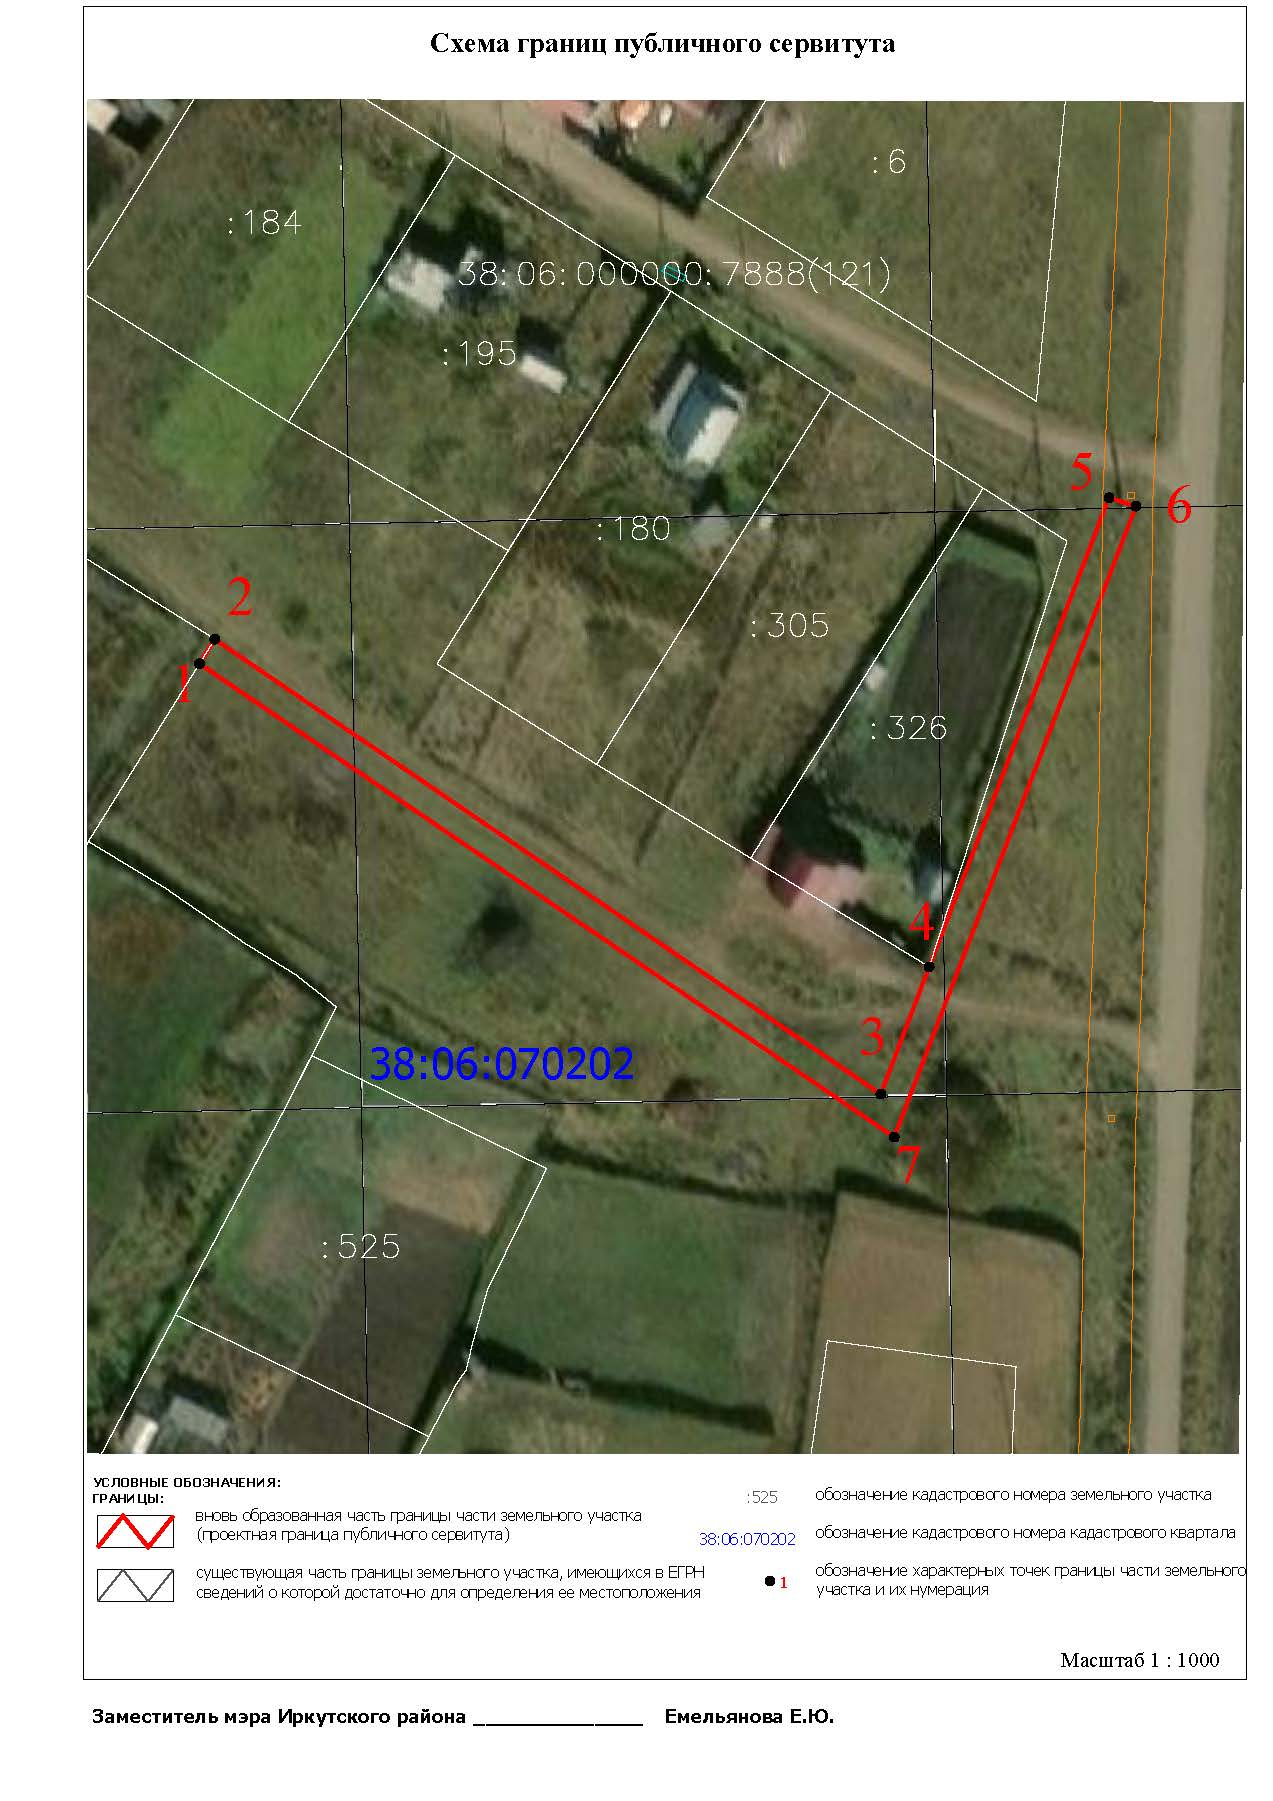 Схема границ публичного сервитута
:6
:184
38:06:000000:7888(121)
:195
5
6
:180
2
:305
1
:326
4
3
38:06:070202
7
:525
УСЛОВНЫЕ ОБОЗНАЧЕНИЯ:
ГРАНИЦЫ:
вновь образованная часть границы части земельного участка
(проектная граница публичного сервитута)
существующая часть границы земельного участка, имеющихся в ЕГРН
сведений о которой достаточно для определения ее местоположения
:525 обозначение кадастрового номера земельного участка
38:06:070202 обозначение кадастрового номера кадастрового квартала
1 обозначение характерных точек границы части земельного
участка и их нумерация
Масштаб 1 : 1000
Заместитель мэра Иркутского района ________________ Емельянова Е.Ю.